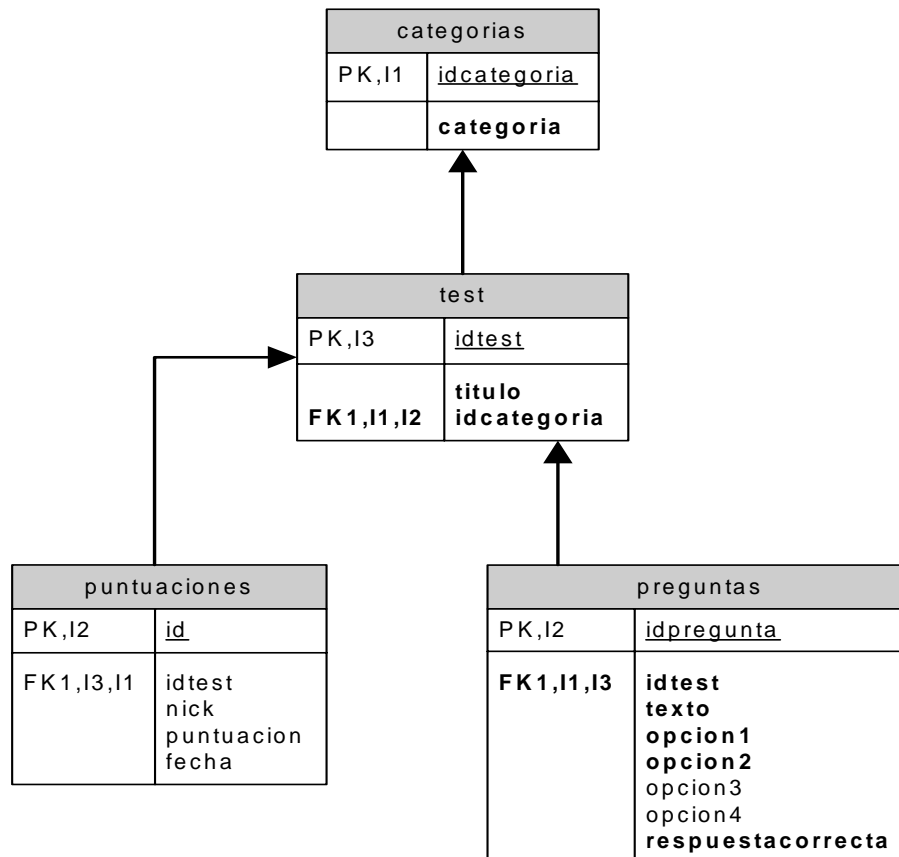 categorias
PK,I1 idcategoria
categoria
test
PK,I3 idtest
titulo
FK1,I1,I2 idcategoria
puntuaciones
PK,I2 id
FK1,I3,I1 idtest
nick
puntuacion
fecha
preguntas
PK,I2 idpregunta
FK1,I1,I3 idtest
texto
opcion1
opcion2
opcion3
opcion4
respuestacorrecta